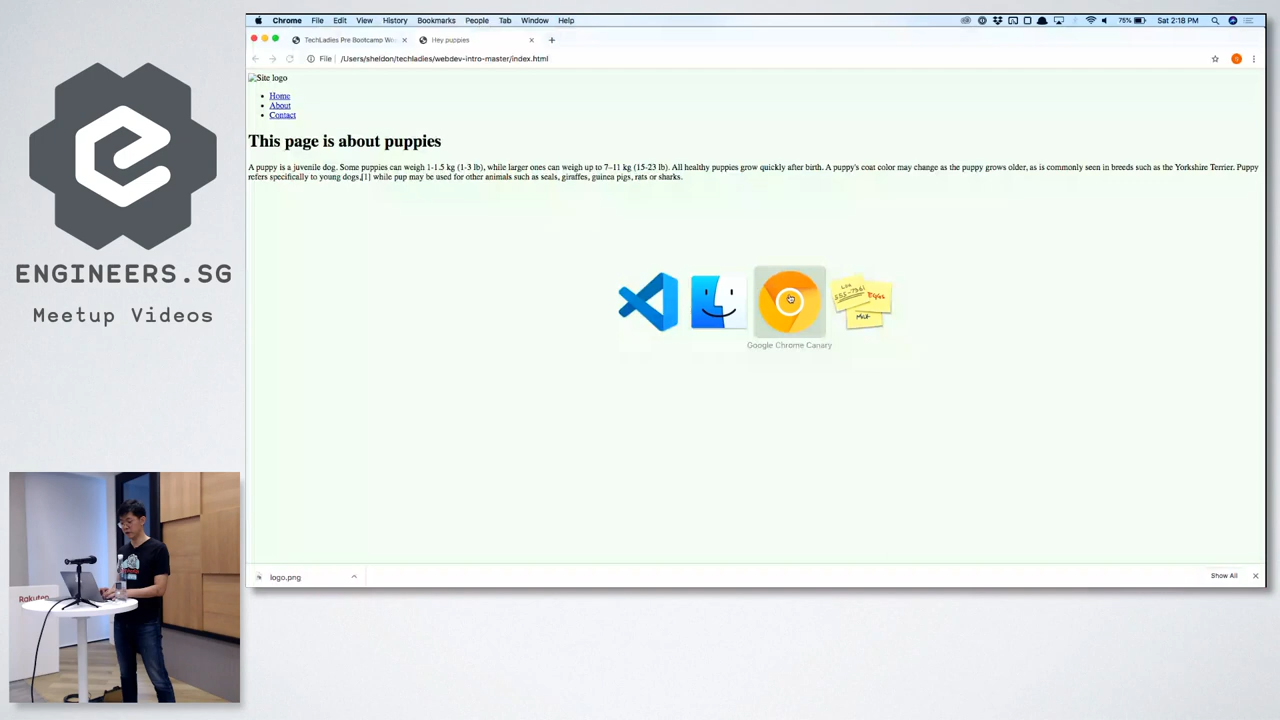 Chrome File Edit View History Bookmarks People Tab Window Help
75% Sat 2:18 PM
TechLadies Pre Bootcamp We
Hey puppies
File /Users/sheldon/techladies/webdev-intro-master/index.html
Site logo
Home
About
Contact
This page is about puppies
A puppy is a juvenile dog. Some puppies can weigh 1-1.5 kg (1-3 lb), while larger ones can weigh up to 7–11 kg (15-23 lb). All healthy puppies grow quickly after birth. A puppy's coat color may change as the puppy grows older, as is commonly seen in breeds such as the Yorkshire Terrier. Puppy
refers specifically to young dogs,[1] while pup may be used for other animals such as seals, giraffes, guinea pigs, rats or sharks.
ENGINEERS.SG
Meetup Videos
555-7361
EGGS
MILK
Google Chrome Canary
logo.png
Show All
Rakuten